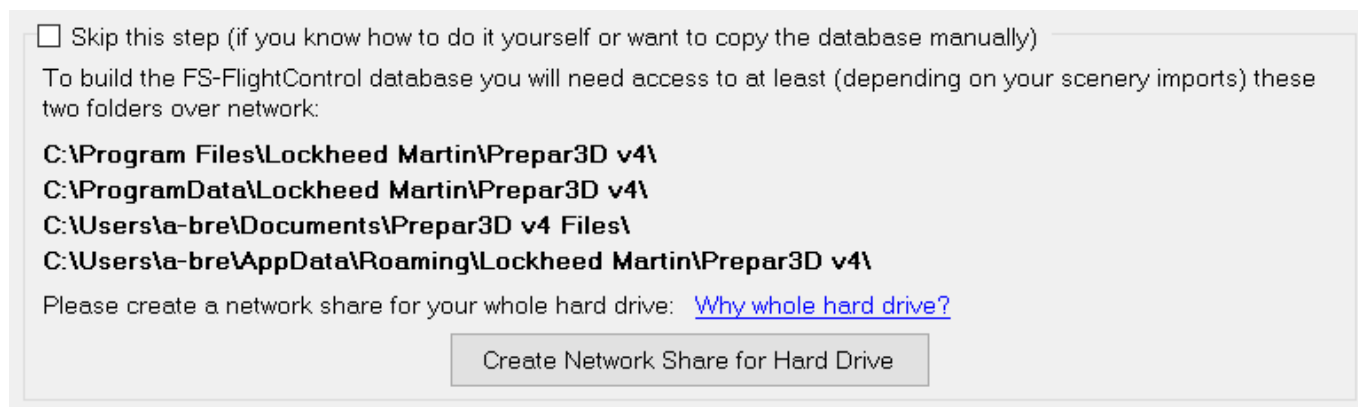 Skip this step (if you know how to do it yourself or want to copy the database manually)
To build the FS-FlightControl database you will need access to at least (depending on your scenery imports) these
two folders over network:
C:\Program Files\Lockheed Martin\Prepar3D v4\
C:\ProgramData\Lockheed Martin\Prepar3D v4\
C:\Users\a-bre\Documents\Prepar3D v4 Files\
C:\Users\a-bre\AppData\Roaming\Lockheed Martin\Prepar3D v4\
Please create a network share for your whole hard drive: Why whole hard drive?
Create Network Share for Hard Drive